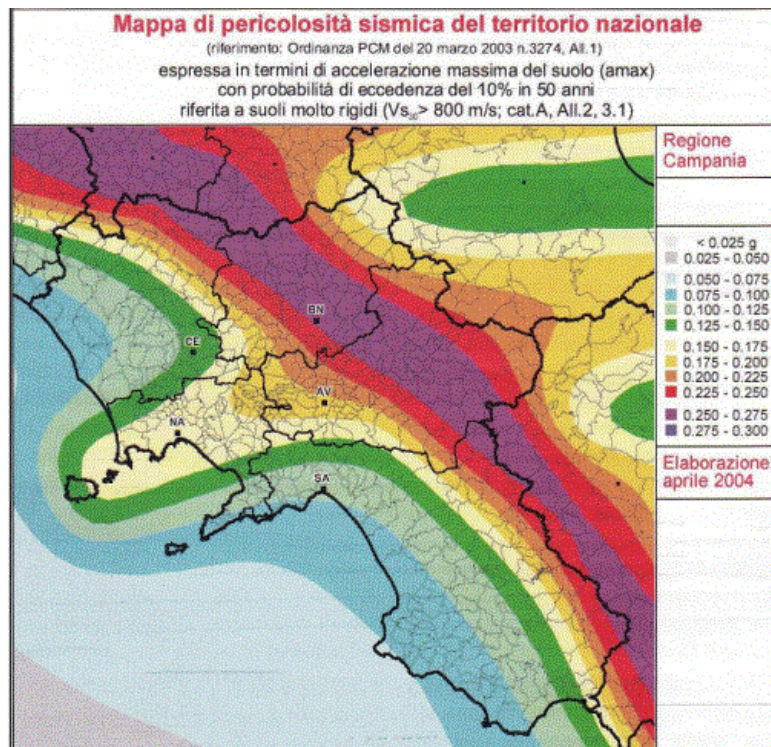 Mappa di pericolosità sismica del territorio nazionale
(riferimento: Ordinanza PCM del 20 marzo 2003 n.3274, All.1)
espressa in termini di accelerazione massima del suolo (amax)
con probabilità di eccedenza del 10% in 50 anni
riferita a suoli molto rigidi (Vs₃₀> 800 m/s; cat.A, All.2, 3.1)
Regione
Campania
< 0.025 g
0.025 - 0.050
0.050 - 0.075
0.075 - 0.100
0.100 - 0.125
0.125 - 0.150
0.150 - 0.175
0.175 - 0.200
0.200 - 0.225
0.225 - 0.250
0.250 - 0.275
0.275 - 0.300
Elaborazione
aprile 2004
BN
CE
AV
NA
SA